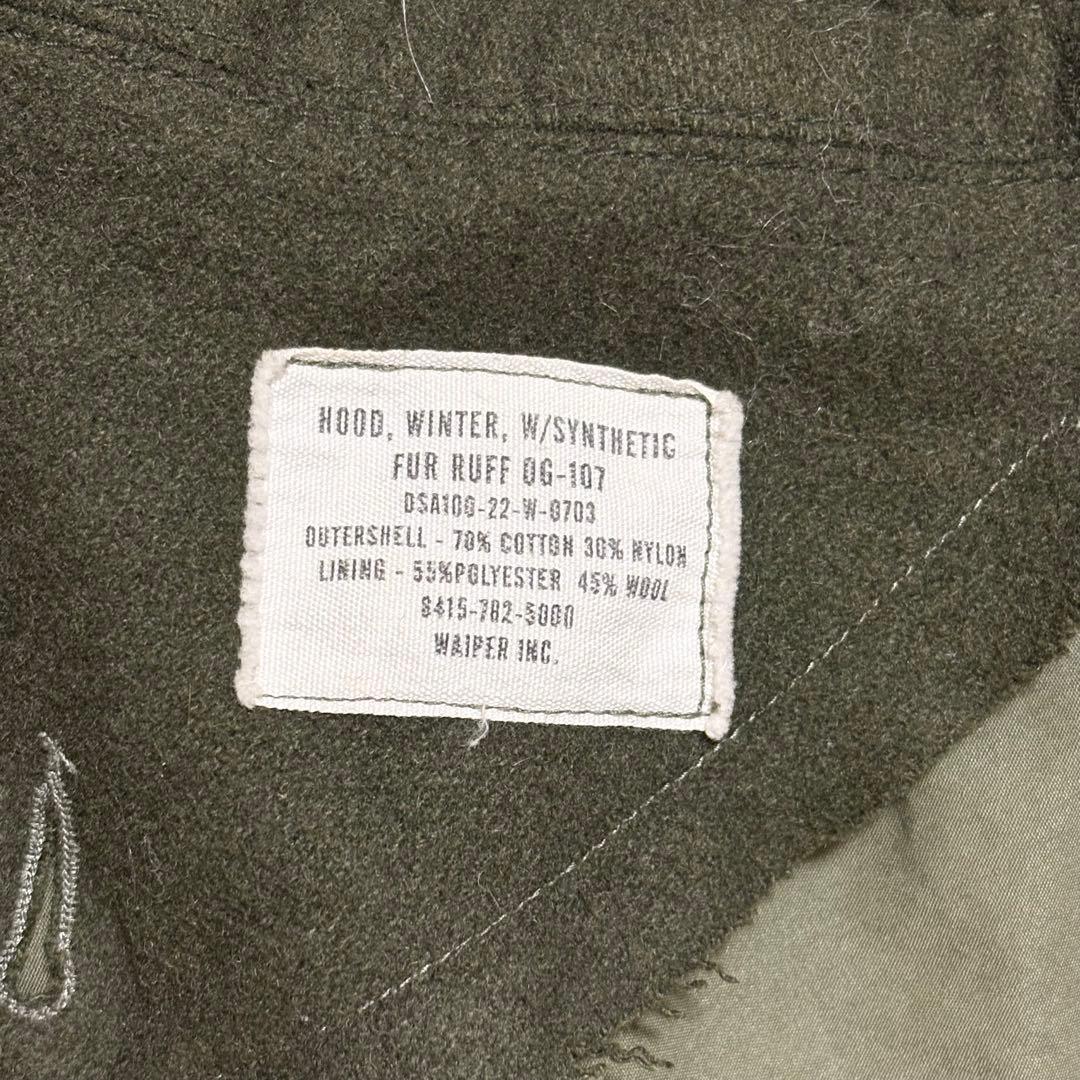 HOOD, WINTER, W/SYNTHETIC
FUR RUFF OG-107
DSA100-22-W-0703
OUTERSHELL - 70% COTTON 30% NYLON
LINING - 55%POLYESTER 45% WOOL
8415-782-5000
WAIPER INC.